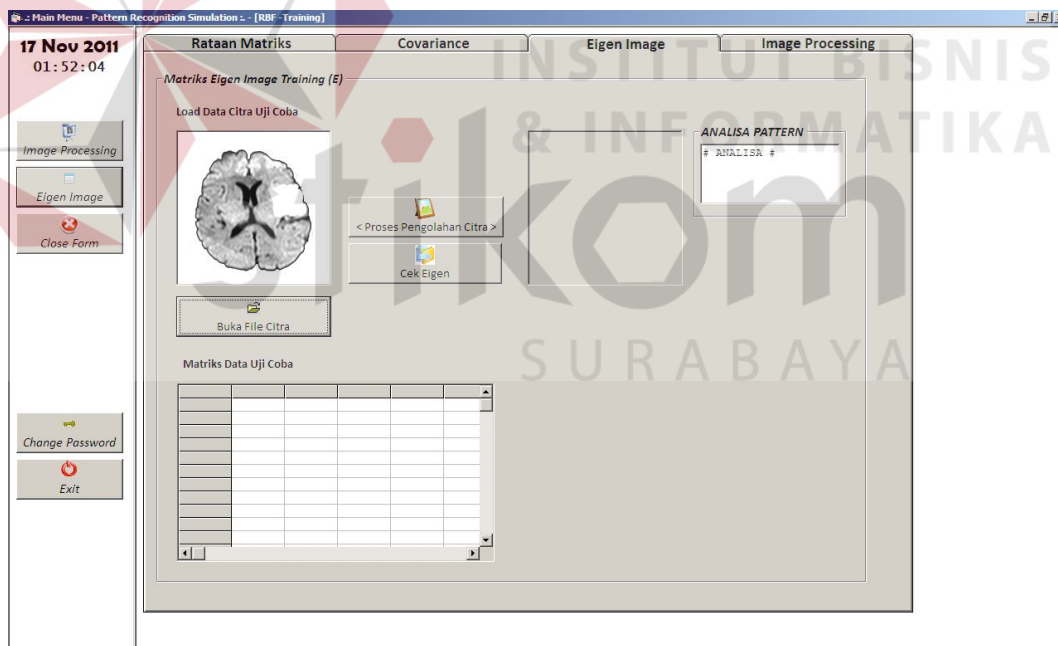 .: Main Menu - Pattern Recognition Simulation :. - [RBF -Training]
17 Nov 2011
01:52:04
Image Processing
Eigen Image
Close Form
Change Password
Exit
Rataan Matriks
Covariance
Eigen Image
Image Processing
Matriks Eigen Image Training (E)
Load Data Citra Uji Coba
< Proses Pengolahan Citra >
Cek Eigen
Buka File Citra
ANALISA PATTERN
# ANALISA #
Matriks Data Uji Coba
INSTITUT BISNIS
& INFORMATIKA
stikom
SURABAYA